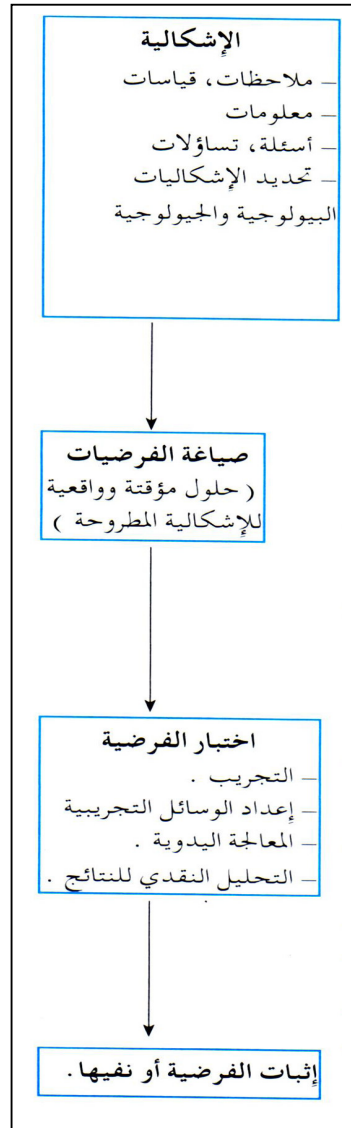 الإشكالية
– ملاحظات، قياسات
– معلومات
– أسئلة، تساؤلات
– تحديد الإشكاليات
البيولوجية والجيولوجية
صياغة الفرضيات
( حلول مؤقتة وواقعية
للإشكالية المطروحة )
اختبار الفرضية
– التجريب .
– إعداد الوسائل التجريبية
– المعالجة اليدوية .
– التحليل النقدي للنتائج .
إثبات الفرضية أو نفيها .